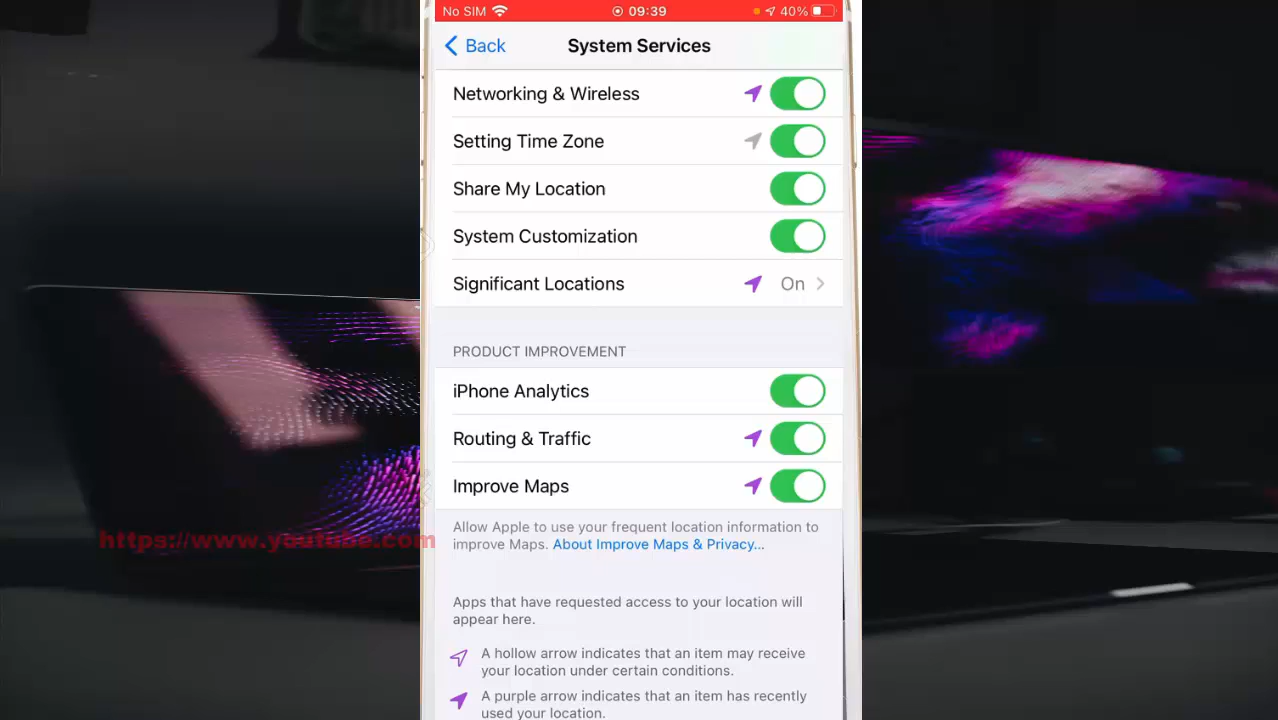 No SIM 09:39 40%
Back System Services
Networking & Wireless
Setting Time Zone
Share My Location
System Customization
Significant Locations On
PRODUCT IMPROVEMENT
iPhone Analytics
Routing & Traffic
Improve Maps
Allow Apple to use your frequent location information to
improve Maps. About Improve Maps & Privacy...
https://www.youtube.com
Apps that have requested access to your location will
appear here.
A hollow arrow indicates that an item may receive
your location under certain conditions.
A purple arrow indicates that an item has recently
used your location.